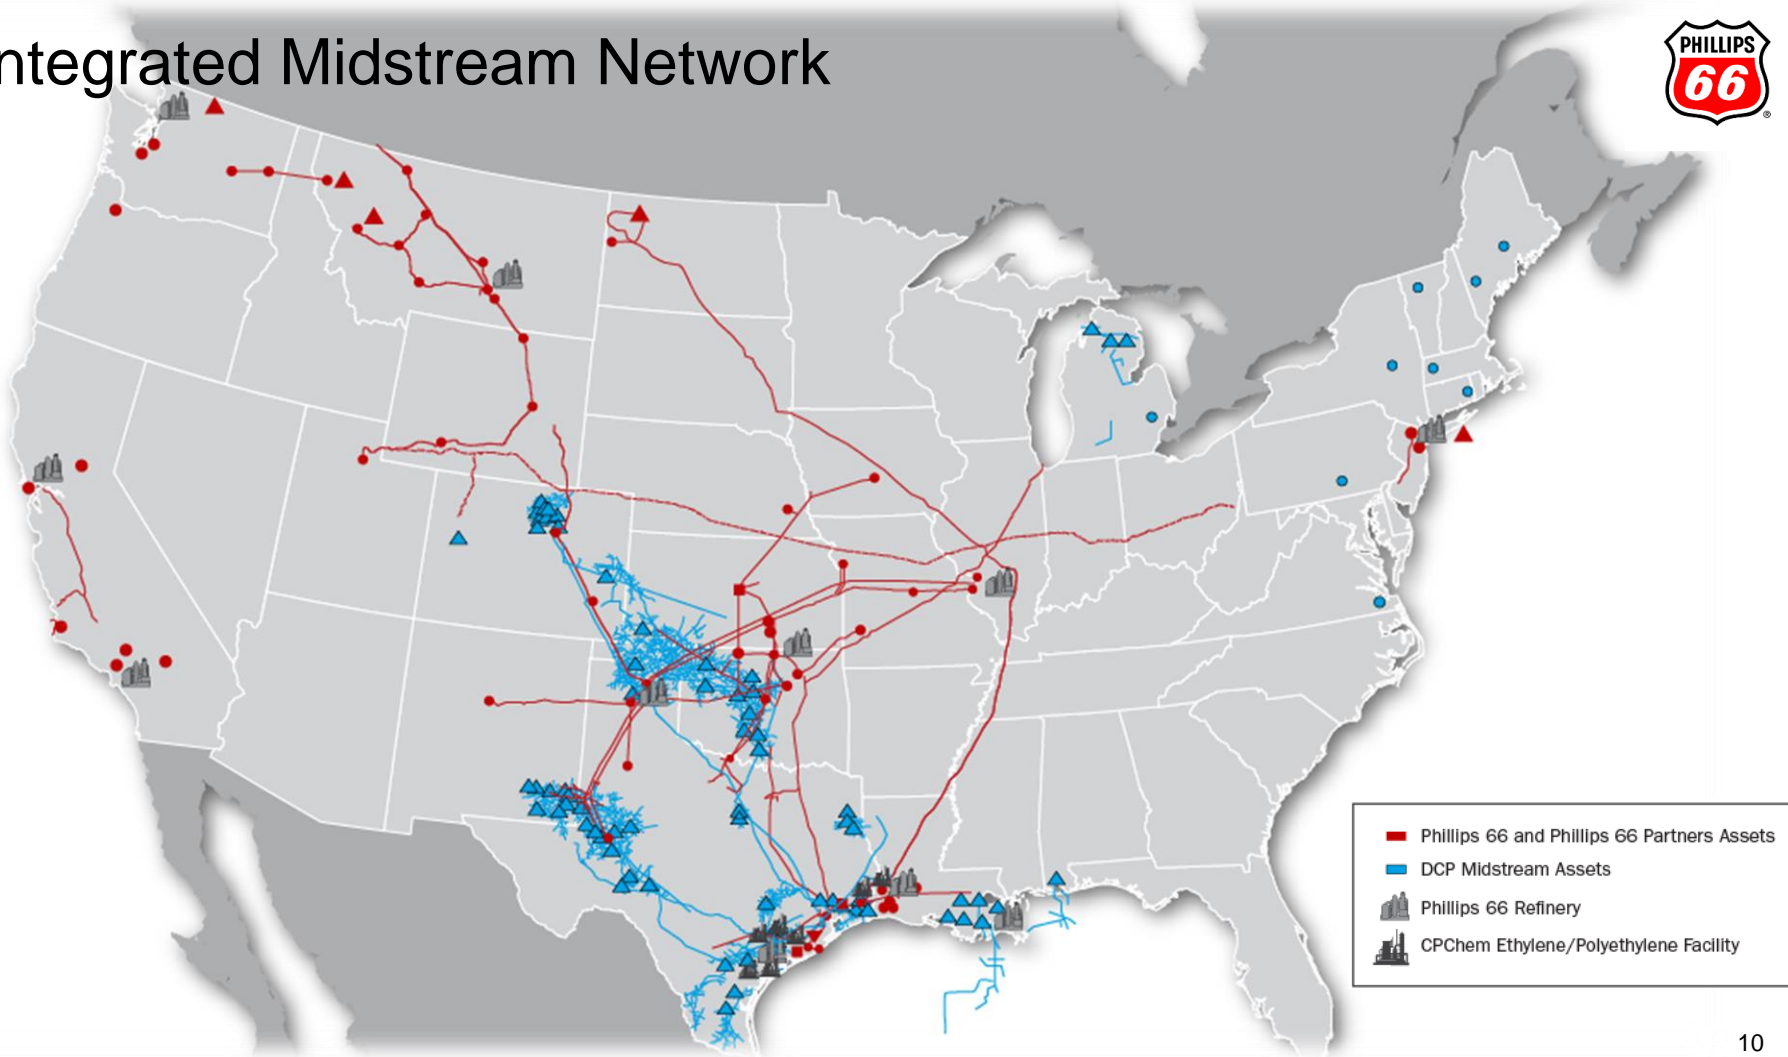 ntegrated Midstream Network
PHILLIPS
66
®
Phillips 66 and Phillips 66 Partners Assets
DCP Midstream Assets
Phillips 66 Refinery
CPChem Ethylene/Polyethylene Facility
10